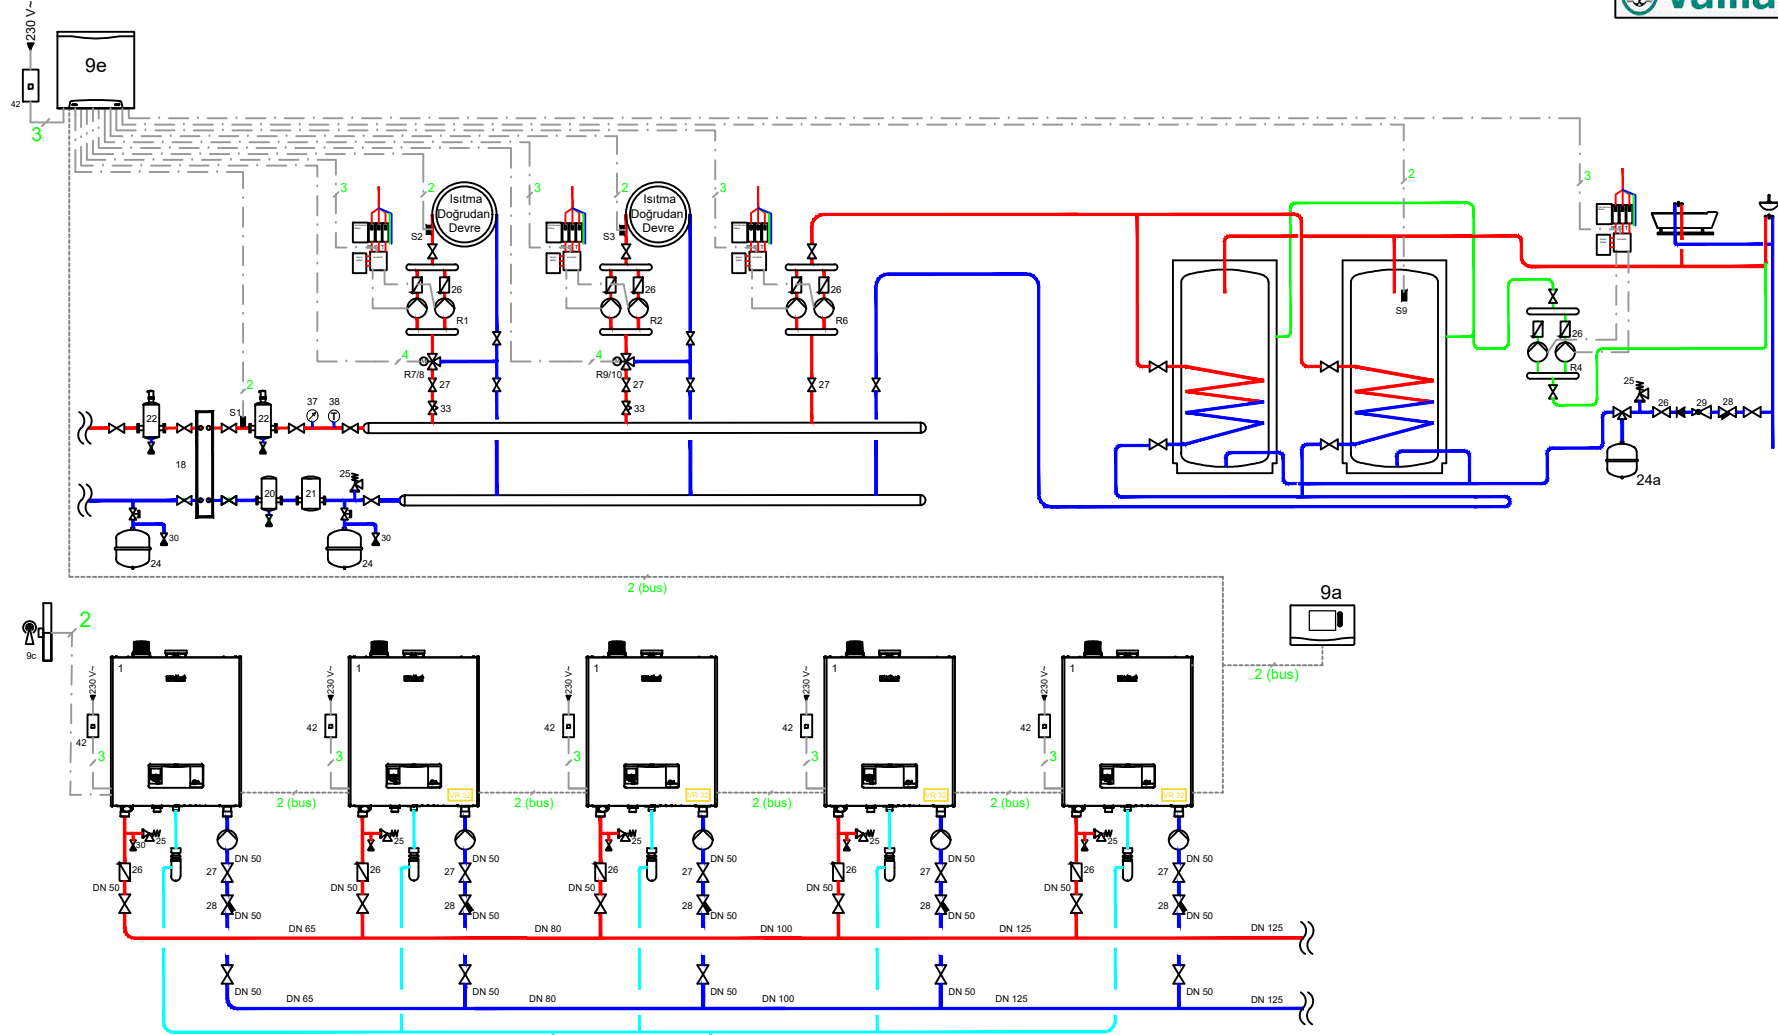 230 V~
9e
42
3
3
2
Isıtma
Doğrudan
Devre
S2
26
R1
4
R7/8
27
33
3
2
Isıtma
Doğrudan
Devre
S3
26
R2
4
R9/10
27
33
3
26
R6
27
2
S9
3
26
R4
25
26
29
28
24a
2
22
S1
22
37
38
18
20
21
25
30
24
30
24
2 (bus)
9c
2
9a
2 (bus)
1
230 V~
42
3
2 (bus)
1
230 V~
42
3
VR 32
2 (bus)
1
230 V~
42
3
VR 32
2 (bus)
1
230 V~
42
3
VR 32
2 (bus)
1
230 V~
42
3
VR 32
30
25
26
DN 50
DN 50
27
28
DN 50
25
26
DN 50
DN 50
27
28
DN 50
25
26
DN 50
DN 50
27
28
DN 50
25
26
DN 50
DN 50
27
28
DN 50
25
26
DN 50
DN 50
27
28
DN 50
DN 65
DN 80
DN 100
DN 125
DN 125
DN 50
DN 50
DN 50
DN 50
DN 50
DN 65
DN 80
DN 100
DN 125
DN 125